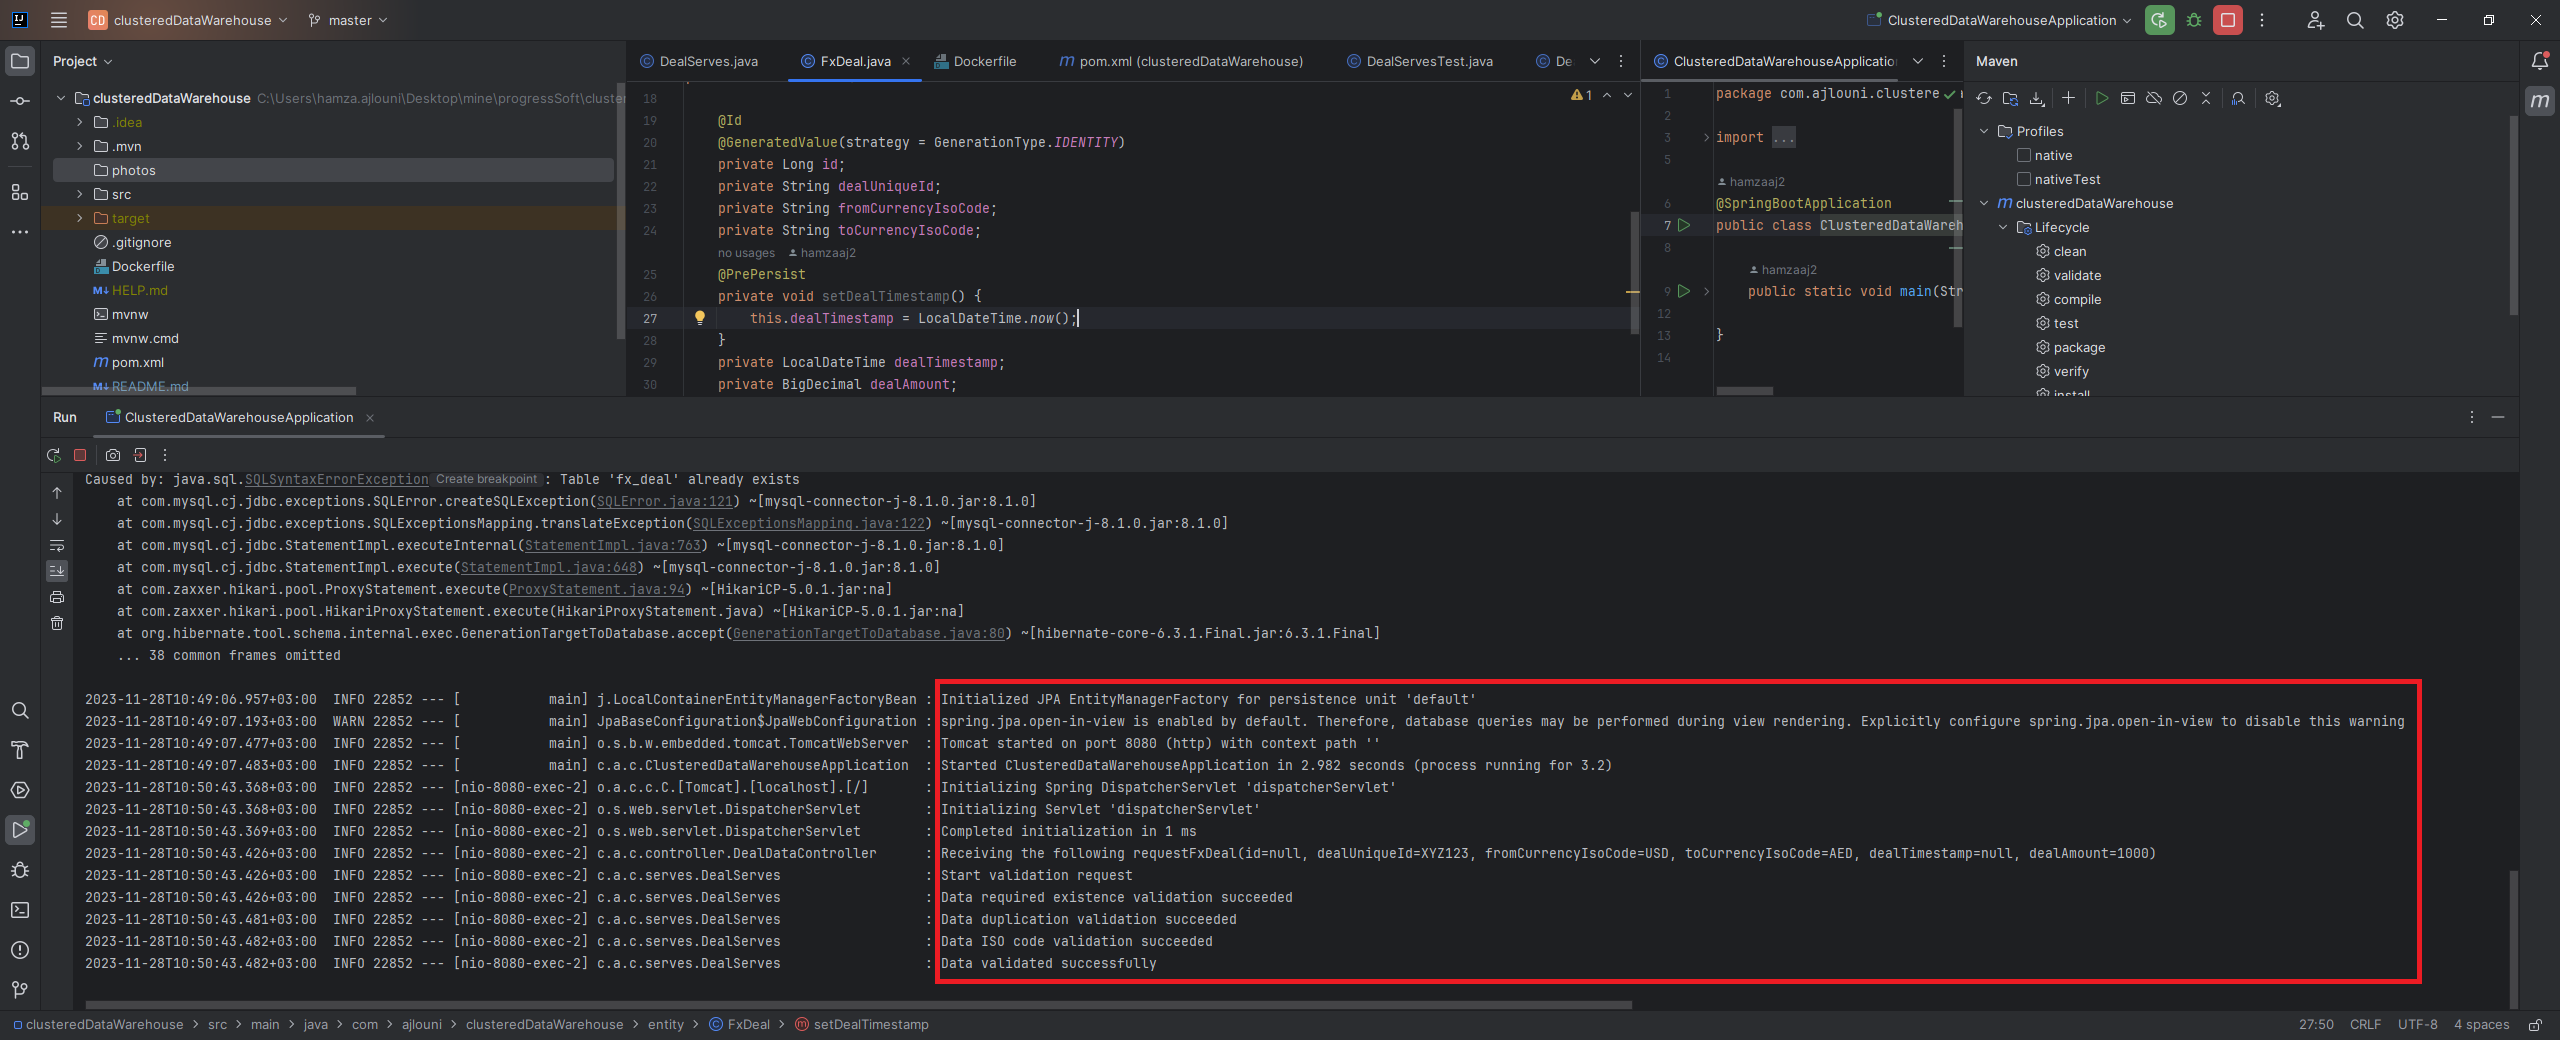 CD clusteredDataWarehouse master
ClusteredDataWarehouseApplication
Project
clusteredDataWarehouse C:\Users\hamza.ajlouni\Desktop\mine\progressSoft\cluster
.idea
.mvn
photos
src
target
.gitignore
Dockerfile
HELP.md
mvnw
mvnw.cmd
pom.xml
README.md
DealServes.java FxDeal.java Dockerfile pom.xml (clusteredDataWarehouse) DealServesTest.java De
1
18
19 @Id
20 @GeneratedValue(strategy = GenerationType.IDENTITY)
21 private Long id;
22 private String dealUniqueId;
23 private String fromCurrencyIsoCode;
24 private String toCurrencyIsoCode;
no usages hamzaaj2
25 @PrePersist
26 private void setDealTimestamp() {
27 this.dealTimestamp = LocalDateTime.now();
28 }
29 private LocalDateTime dealTimestamp;
30 private BigDecimal dealAmount;
ClusteredDataWarehouseApplication
1 package com.ajlouni.clustere
2
3 import ...
5
hamzaaj2
6 @SpringBootApplication
7 public class ClusteredDataWareh
8
hamzaaj2
9 public static void main(Str
12
13 }
14
Maven
Profiles
native
nativeTest
clusteredDataWarehouse
Lifecycle
clean
validate
compile
test
package
verify
install
Run ClusteredDataWarehouseApplication
Caused by: java.sql.SQLSyntaxErrorException Create breakpoint : Table 'fx_deal' already exists
at com.mysql.cj.jdbc.exceptions.SQLError.createSQLException(SQLError.java:121) ~[mysql-connector-j-8.1.0.jar:8.1.0]
at com.mysql.cj.jdbc.exceptions.SQLExceptionsMapping.translateException(SQLExceptionsMapping.java:122) ~[mysql-connector-j-8.1.0.jar:8.1.0]
at com.mysql.cj.jdbc.StatementImpl.executeInternal(StatementImpl.java:763) ~[mysql-connector-j-8.1.0.jar:8.1.0]
at com.mysql.cj.jdbc.StatementImpl.execute(StatementImpl.java:648) ~[mysql-connector-j-8.1.0.jar:8.1.0]
at com.zaxxer.hikari.pool.ProxyStatement.execute(ProxyStatement.java:94) ~[HikariCP-5.0.1.jar:na]
at com.zaxxer.hikari.pool.HikariProxyStatement.execute(HikariProxyStatement.java) ~[HikariCP-5.0.1.jar:na]
at org.hibernate.tool.schema.internal.exec.GenerationTargetToDatabase.accept(GenerationTargetToDatabase.java:80) ~[hibernate-core-6.3.1.Final.jar:6.3.1.Final]
... 38 common frames omitted
2023-11-28T10:49:06.957+03:00 INFO 22852 --- [ main] j.LocalContainerEntityManagerFactoryBean : Initialized JPA EntityManagerFactory for persistence unit 'default'
2023-11-28T10:49:07.193+03:00 WARN 22852 --- [ main] JpaBaseConfiguration$JpaWebConfiguration : spring.jpa.open-in-view is enabled by default. Therefore, database queries may be performed during view rendering. Explicitly configure spring.jpa.open-in-view to disable this warning
2023-11-28T10:49:07.477+03:00 INFO 22852 --- [ main] o.s.b.w.embedded.tomcat.TomcatWebServer : Tomcat started on port 8080 (http) with context path ''
2023-11-28T10:49:07.483+03:00 INFO 22852 --- [ main] c.a.c.ClusteredDataWarehouseApplication : Started ClusteredDataWarehouseApplication in 2.982 seconds (process running for 3.2)
2023-11-28T10:50:43.368+03:00 INFO 22852 --- [nio-8080-exec-2] o.a.c.c.C.[Tomcat].[localhost].[/] : Initializing Spring DispatcherServlet 'dispatcherServlet'
2023-11-28T10:50:43.368+03:00 INFO 22852 --- [nio-8080-exec-2] o.s.web.servlet.DispatcherServlet : Initializing Servlet 'dispatcherServlet'
2023-11-28T10:50:43.369+03:00 INFO 22852 --- [nio-8080-exec-2] o.s.web.servlet.DispatcherServlet : Completed initialization in 1 ms
2023-11-28T10:50:43.426+03:00 INFO 22852 --- [nio-8080-exec-2] c.a.c.controller.DealDataController : Receiving the following requestFxDeal(id=null, dealUniqueId=XYZ123, fromCurrencyIsoCode=USD, toCurrencyIsoCode=AED, dealTimestamp=null, dealAmount=1000)
2023-11-28T10:50:43.426+03:00 INFO 22852 --- [nio-8080-exec-2] c.a.c.serves.DealServes : Start validation request
2023-11-28T10:50:43.426+03:00 INFO 22852 --- [nio-8080-exec-2] c.a.c.serves.DealServes : Data required existence validation succeeded
2023-11-28T10:50:43.481+03:00 INFO 22852 --- [nio-8080-exec-2] c.a.c.serves.DealServes : Data duplication validation succeeded
2023-11-28T10:50:43.482+03:00 INFO 22852 --- [nio-8080-exec-2] c.a.c.serves.DealServes : Data ISO code validation succeeded
2023-11-28T10:50:43.482+03:00 INFO 22852 --- [nio-8080-exec-2] c.a.c.serves.DealServes : Data validated successfully
clusteredDataWarehouse > src > main > java > com > ajlouni > clusteredDataWarehouse > entity > FxDeal > setDealTimestamp
27:50 CRLF UTF-8 4 spaces